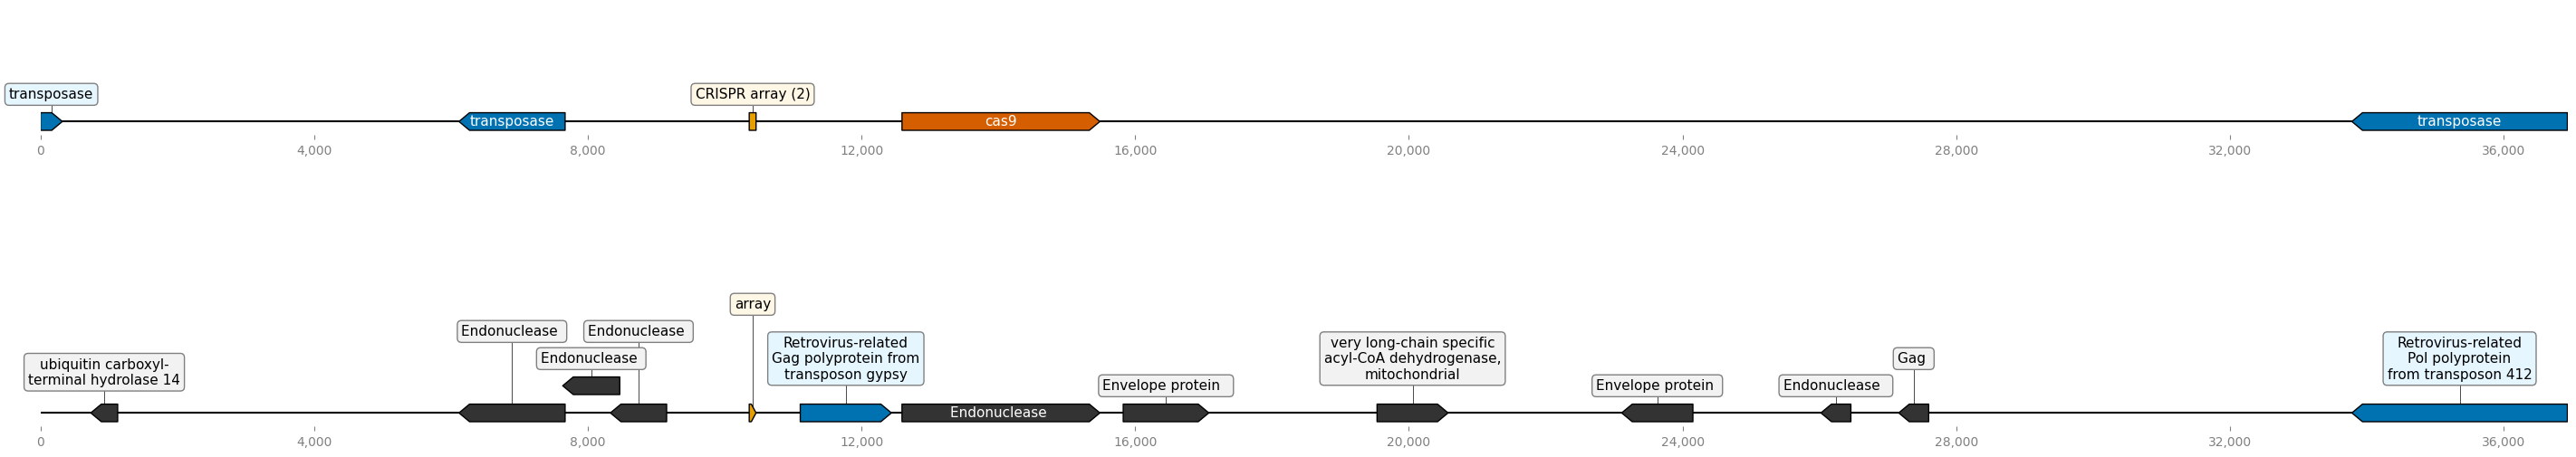 transposase
CRISPR array (2)
transposase
cas9
transposase
0
4,000
8,000
12,000
16,000
20,000
24,000
28,000
32,000
36,000
array
Endonuclease
Endonuclease
Endonuclease
ubiquitin carboxyl-
terminal hydrolase 14
Retrovirus-related
Gag polyprotein from
transposon gypsy
Envelope protein
very long-chain specific
acyl-CoA dehydrogenase,
mitochondrial
Envelope protein
Endonuclease
Gag
Retrovirus-related
Pol polyprotein
from transposon 412
Endonuclease
0
4,000
8,000
12,000
16,000
20,000
24,000
28,000
32,000
36,000